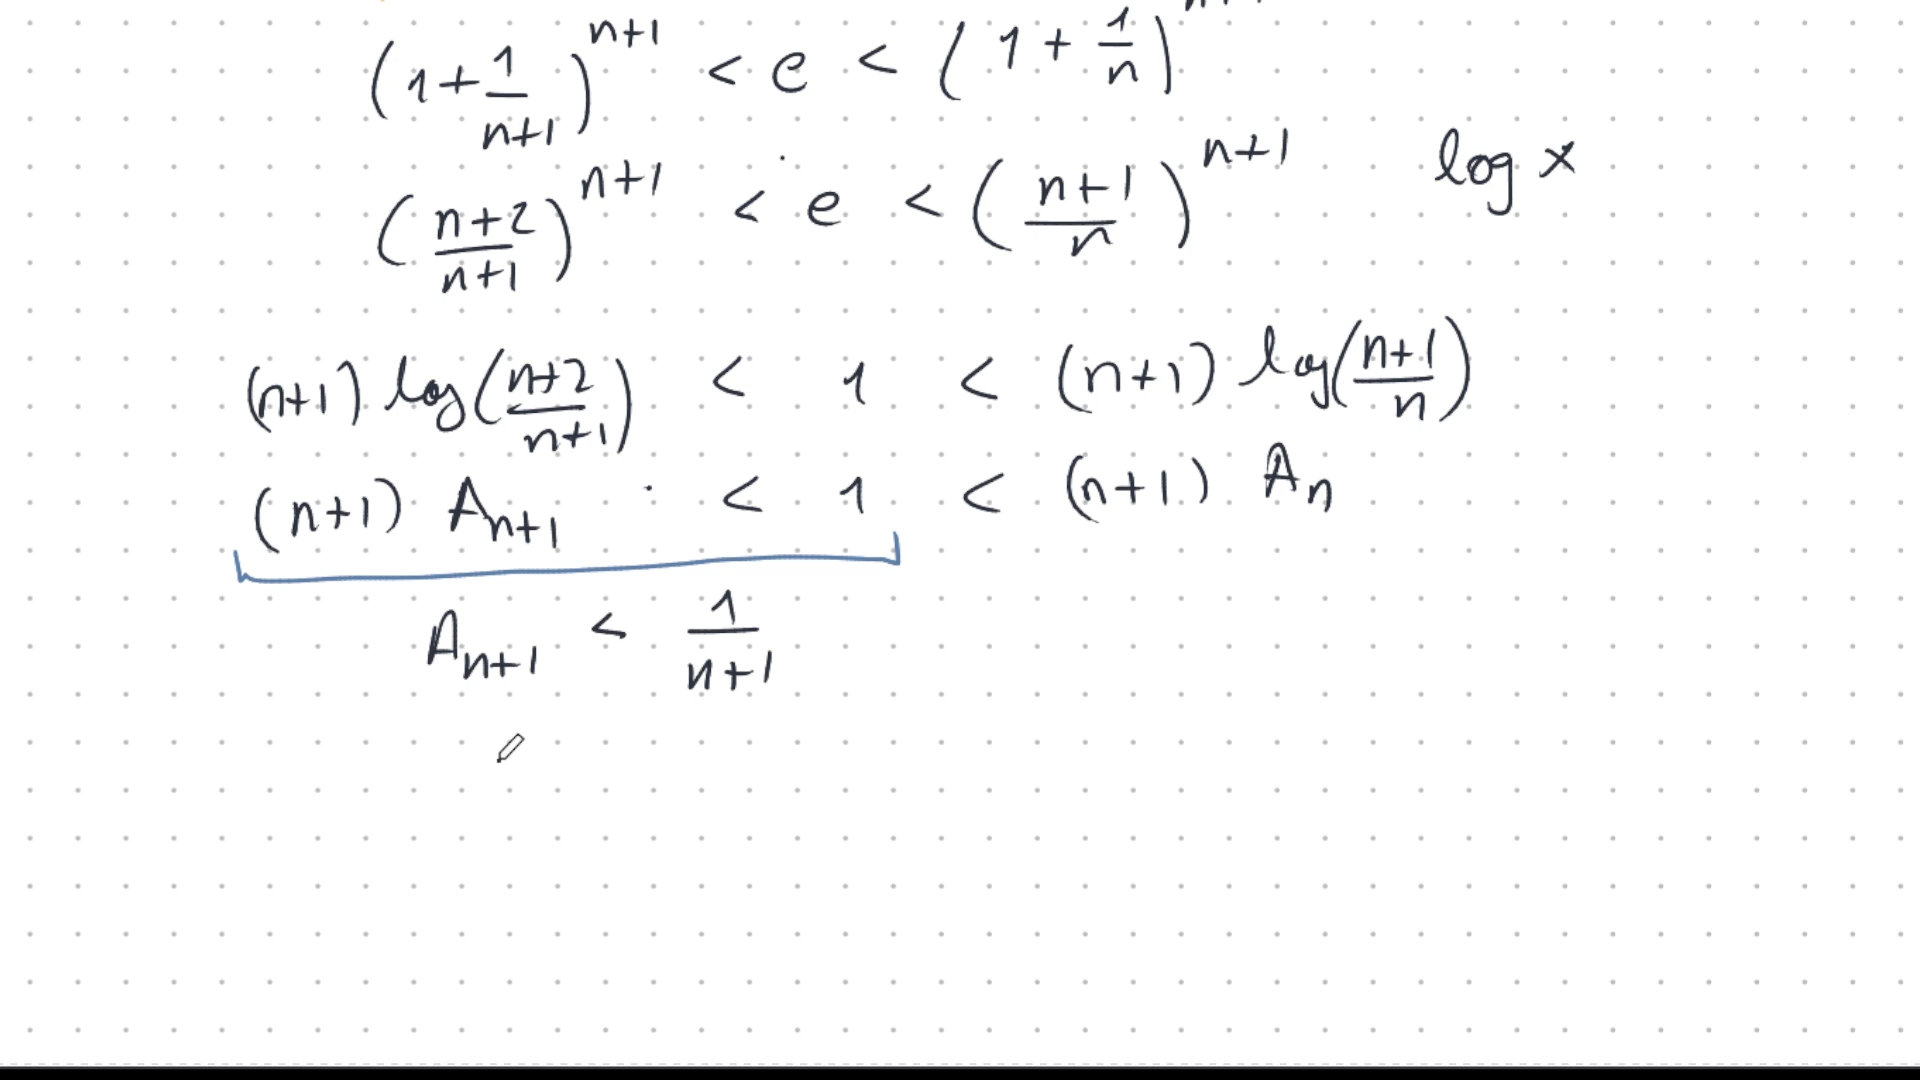 (1 + 1/(n+1))^(n+1) < e < (1 + 1/n)
((n+2)/(n+1))^(n+1) < e < ((n+1)/n)^(n+1) log x
(n+1) log((n+2)/(n+1)) < 1 < (n+1) log((n+1)/n)
(n+1) A_(n+1) < 1 < (n+1) A_n
A_(n+1) < 1/(n+1)